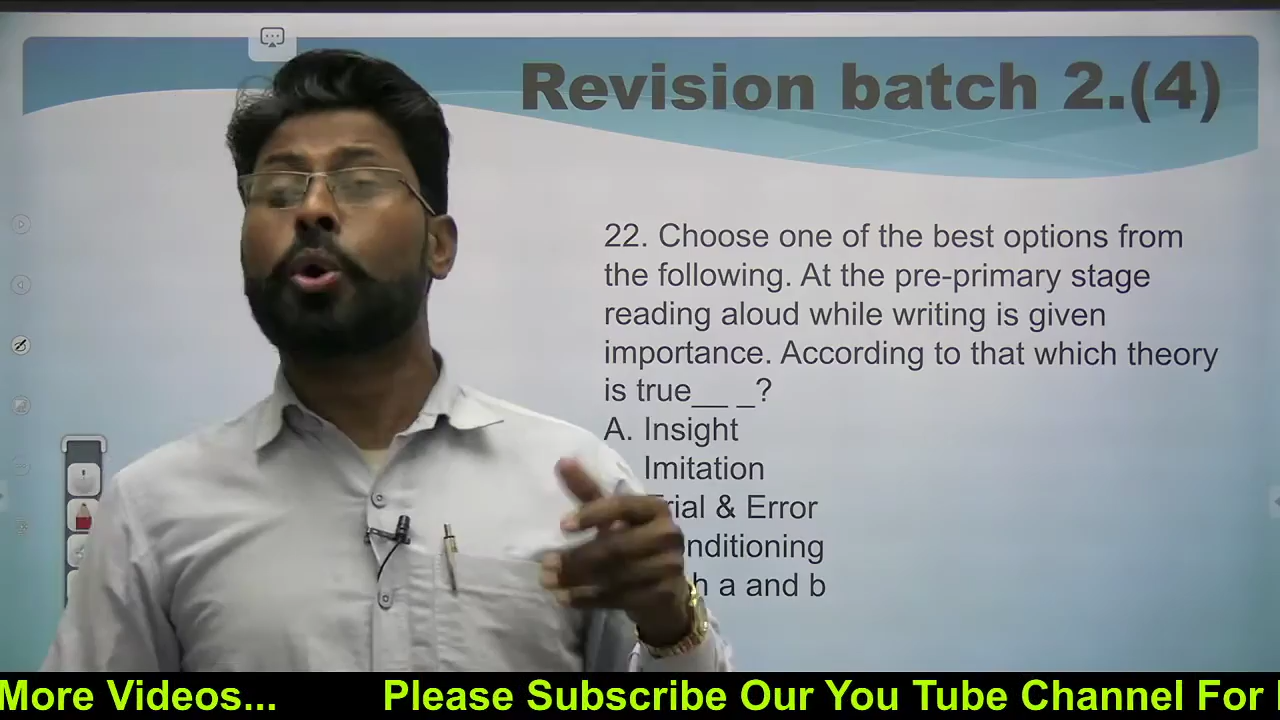 Revision batch 2.(4)
22. Choose one of the best options from
the following. At the pre-primary stage
reading aloud while writing is given
importance. According to that which theory
is true__ _?
A. Insight
Imitation
Trial & Error
Conditioning
a and b
More Videos... Please Subscribe Our You Tube Channel For